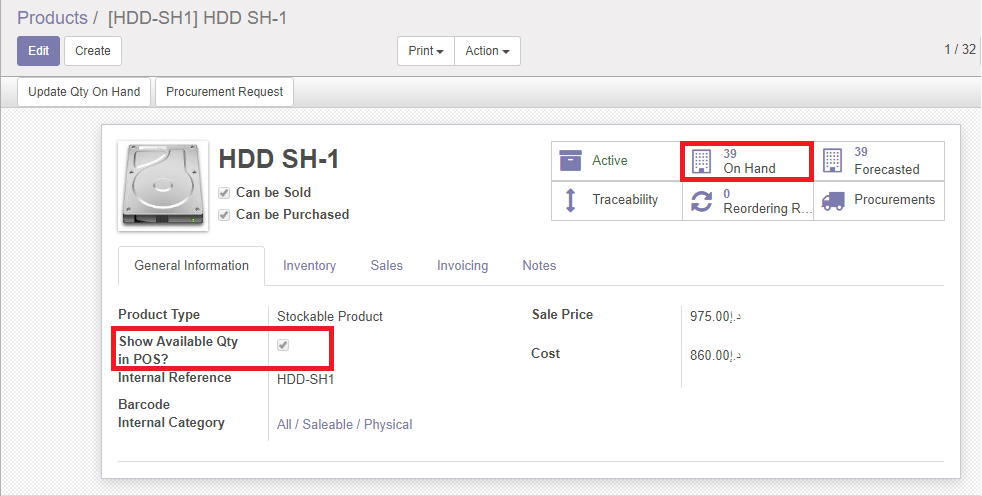 Products / [HDD-SH1] HDD SH-1
Edit Create Print Action 1 / 32
Update Qty On Hand Procurement Request
HDD SH-1
Can be Sold
Can be Purchased
Active
39
On Hand
39
Forecasted
Traceability
0
Reordering R...
Procurements
General Information Inventory Sales Invoicing Notes
Product Type Stockable Product
Show Available Qty
in POS?
Internal Reference HDD-SH1
Barcode
Internal Category All / Saleable / Physical
Sale Price 975.00د.إ
Cost 860.00د.إ